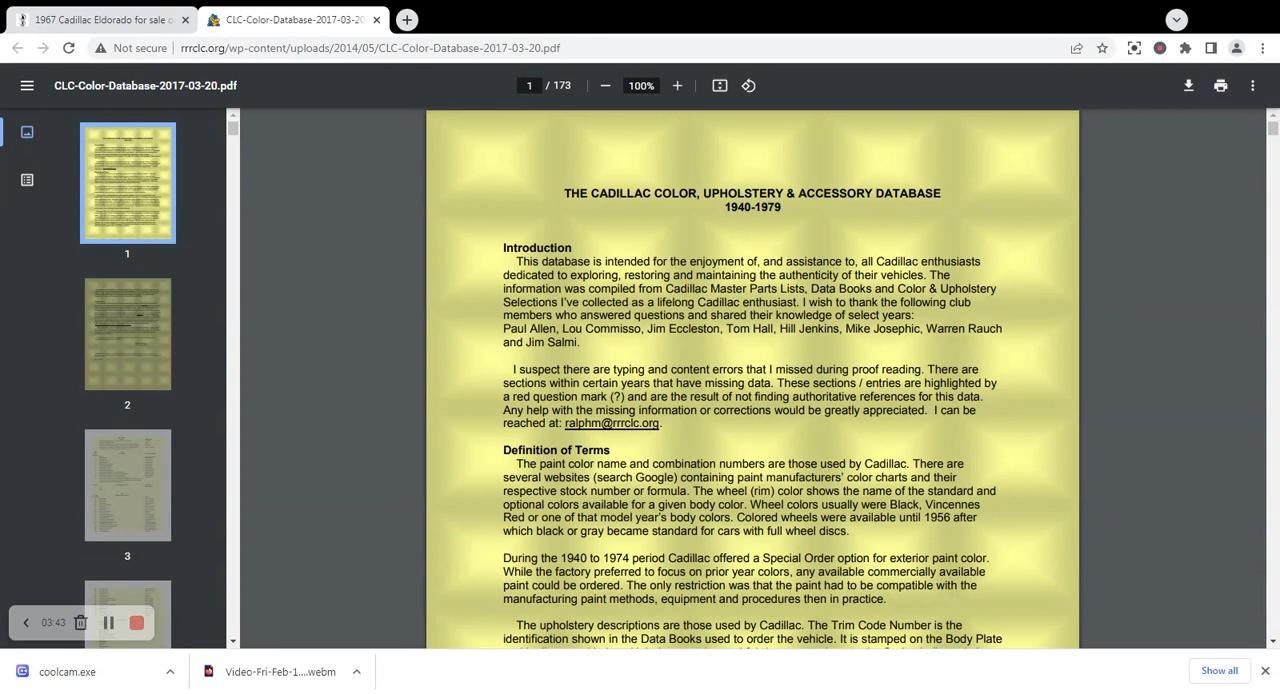 1967 Cadillac Eldorado for sale o
CLC-Color-Database-2017-03-20
Not secure
rrrclc.org/wp-content/uploads/2014/05/CLC-Color-Database-2017-03-20.pdf
CLC-Color-Database-2017-03-20.pdf
1 / 173
100%
THE CADILLAC COLOR, UPHOLSTERY & ACCESSORY DATABASE
1940-1979
Introduction
This database is intended for the enjoyment of, and assistance to, all Cadillac enthusiasts
dedicated to exploring, restoring and maintaining the authenticity of their vehicles. The
information was compiled from Cadillac Master Parts Lists, Data Books and Color & Upholstery
Selections I've collected as a lifelong Cadillac enthusiast. I wish to thank the following club
members who answered questions and shared their knowledge of select years:
Paul Allen, Lou Commisso, Jim Eccleston, Tom Hall, Hill Jenkins, Mike Josephic, Warren Rauch
and Jim Salmi.
I suspect there are typing and content errors that I missed during proof reading. There are
sections within certain years that have missing data. These sections / entries are highlighted by
a red question mark (?) and are the result of not finding authoritative references for this data.
Any help with the missing information or corrections would be greatly appreciated. I can be
reached at: ralphm@rrrclc.org.
Definition of Terms
The paint color name and combination numbers are those used by Cadillac. There are
several websites (search Google) containing paint manufacturers' color charts and their
respective stock number or formula. The wheel (rim) color shows the name of the standard and
optional colors available for a given body color. Wheel colors usually were Black, Vincennes
Red or one of that model year's body colors. Colored wheels were available until 1956 after
which black or gray became standard for cars with full wheel discs.
During the 1940 to 1974 period Cadillac offered a Special Order option for exterior paint color.
While the factory preferred to focus on prior year colors, any available commercially available
paint could be ordered. The only restriction was that the paint had to be compatible with the
manufacturing paint methods, equipment and procedures then in practice.
The upholstery descriptions are those used by Cadillac. The Trim Code Number is the
identification shown in the Data Books used to order the vehicle. It is stamped on the Body Plate
1
2
3
03:43
coolcam.exe
Video-Fri-Feb-1....webm
Show all